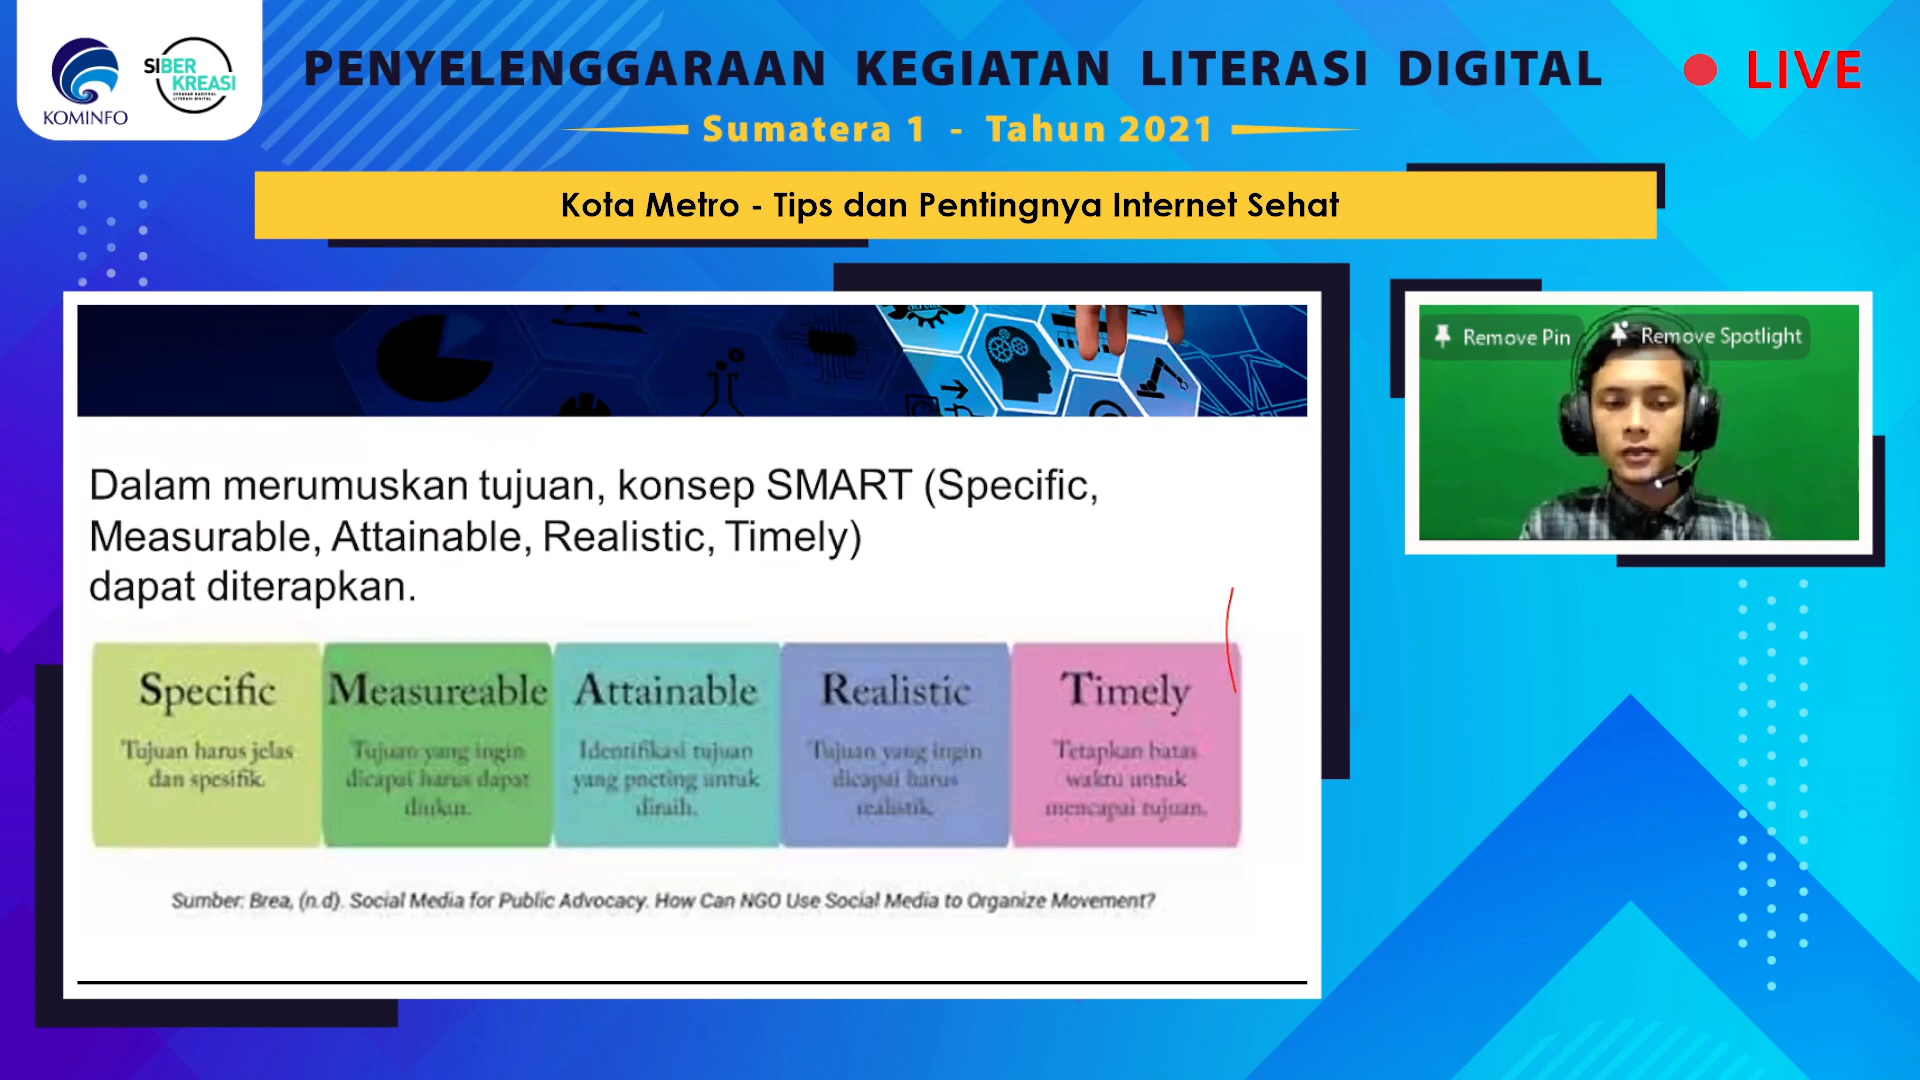 KOMINFO
SIBER
KREASI
PENYELENGGARAAN KEGIATAN LITERASI DIGITAL
LIVE
Sumatera 1 - Tahun 2021
Kota Metro - Tips dan Pentingnya Internet Sehat
Remove Pin
Remove Spotlight
Dalam merumuskan tujuan, konsep SMART (Specific,
Measurable, Attainable, Realistic, Timely)
dapat diterapkan.
Specific
Tujuan harus jelas
dan spesifik.
Measureable
Tujuan yang ingin
dicapai harus dapat
diukur.
Attainable
Identifikasi tujuan
yang pneting untuk
diraih.
Realistic
Tujuan yang ingin
dicapai harus
realistik.
Timely
Tetapkan batas
waktu untuk
mencapai tujuan.
Sumber: Brea, (n.d). Social Media for Public Advocacy. How Can NGO Use Social Media to Organize Movement?